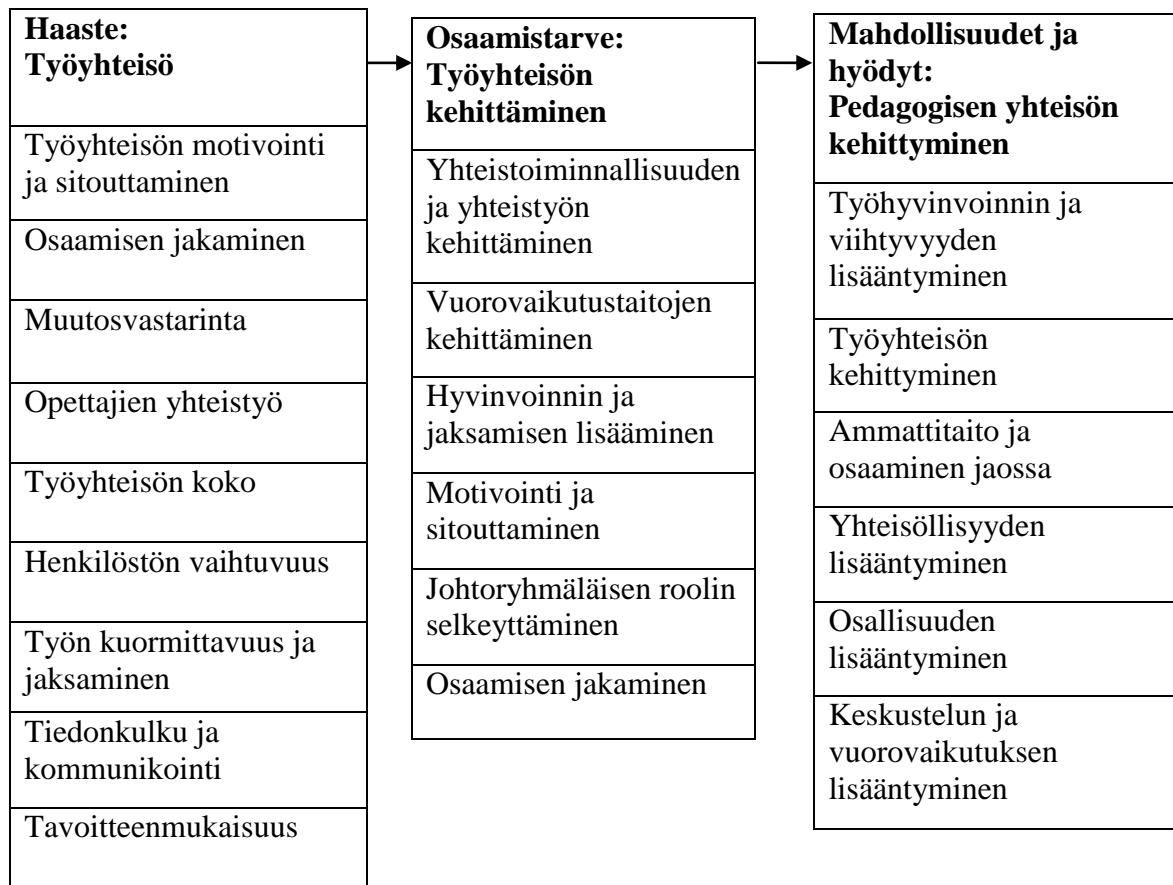 Haaste:
Työyhteisö
Työyhteisön motivointi
ja sitouttaminen
Osaamisen jakaminen
Muutosvastarinta
Opettajien yhteistyö
Työyhteisön koko
Henkilöstön vaihtuvuus
Työn kuormittavuus ja
jaksaminen
Tiedonkulku ja
kommunikointi
Tavoitteenmukaisuus
Osaamistarve:
Työyhteisön
kehittäminen
Yhteistoiminnallisuuden
ja yhteistyön
kehittäminen
Vuorovaikutustaitojen
kehittäminen
Hyvinvoinnin ja
jaksamisen lisääminen
Motivointi ja
sitouttaminen
Johtoryhmäläisen roolin
selkeyttäminen
Osaamisen jakaminen
Mahdollisuudet ja
hyödyt:
Pedagogisen yhteisön
kehittyminen
Työhyvinvoinnin ja
viihtyvyyden
lisääntyminen
Työyhteisön
kehittyminen
Ammattitaito ja
osaaminen jaossa
Yhteisöllisyyden
lisääntyminen
Osallisuuden
lisääntyminen
Keskustelun ja
vuorovaikutuksen
lisääntyminen